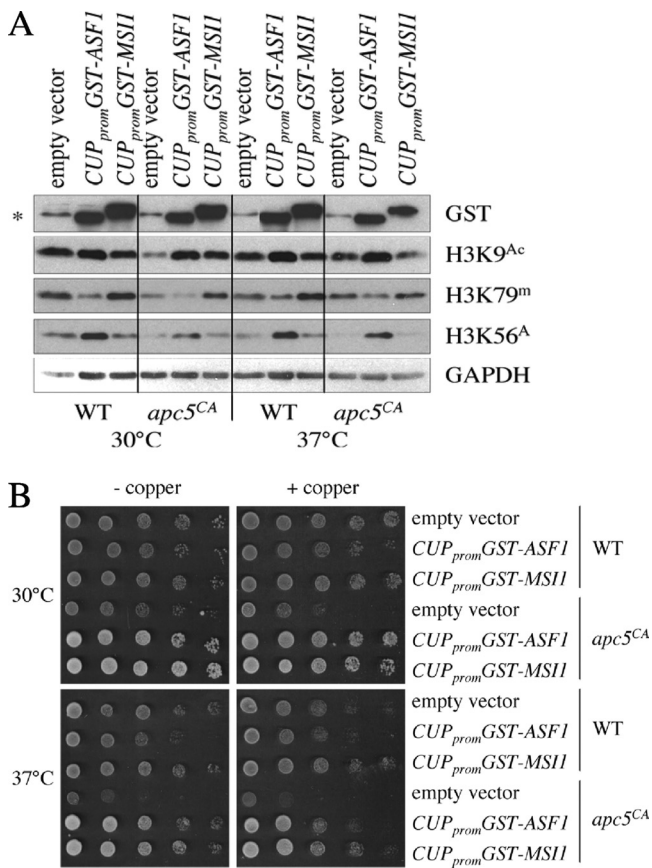 A
empty vector
CUPpromGST-ASF1
CUPpromGST-MSI1
empty vector
CUPpromGST-ASF1
CUPpromGST-MSI1
empty vector
CUPpromGST-ASF1
CUPpromGST-MSI1
empty vector
CUPpromGST-ASF1
CUPpromGST-MSI1
* GST
H3K9Ac
H3K79m
H3K56A
GAPDH
WT apc5CA WT apc5CA
30°C 37°C
B
- copper + copper
30°C
empty vector
CUPpromGST-ASF1
CUPpromGST-MSI1
WT
empty vector
CUPpromGST-ASF1
CUPpromGST-MSI1
apc5CA
37°C
empty vector
CUPpromGST-ASF1
CUPpromGST-MSI1
WT
empty vector
CUPpromGST-ASF1
CUPpromGST-MSI1
apc5CA